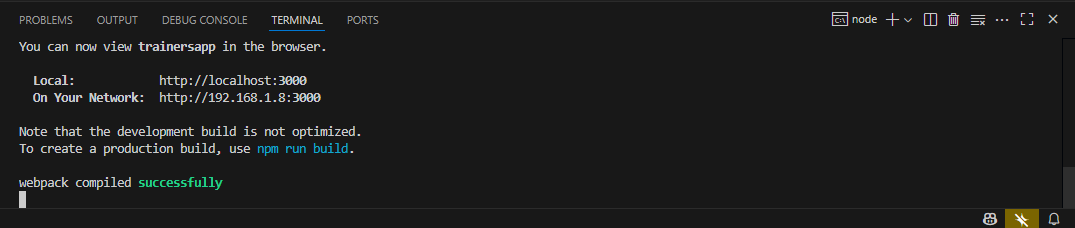 PROBLEMS OUTPUT DEBUG CONSOLE TERMINAL PORTS node
You can now view trainersapp in the browser.
Local: http://localhost:3000
On Your Network: http://192.168.1.8:3000
Note that the development build is not optimized.
To create a production build, use npm run build.
webpack compiled successfully